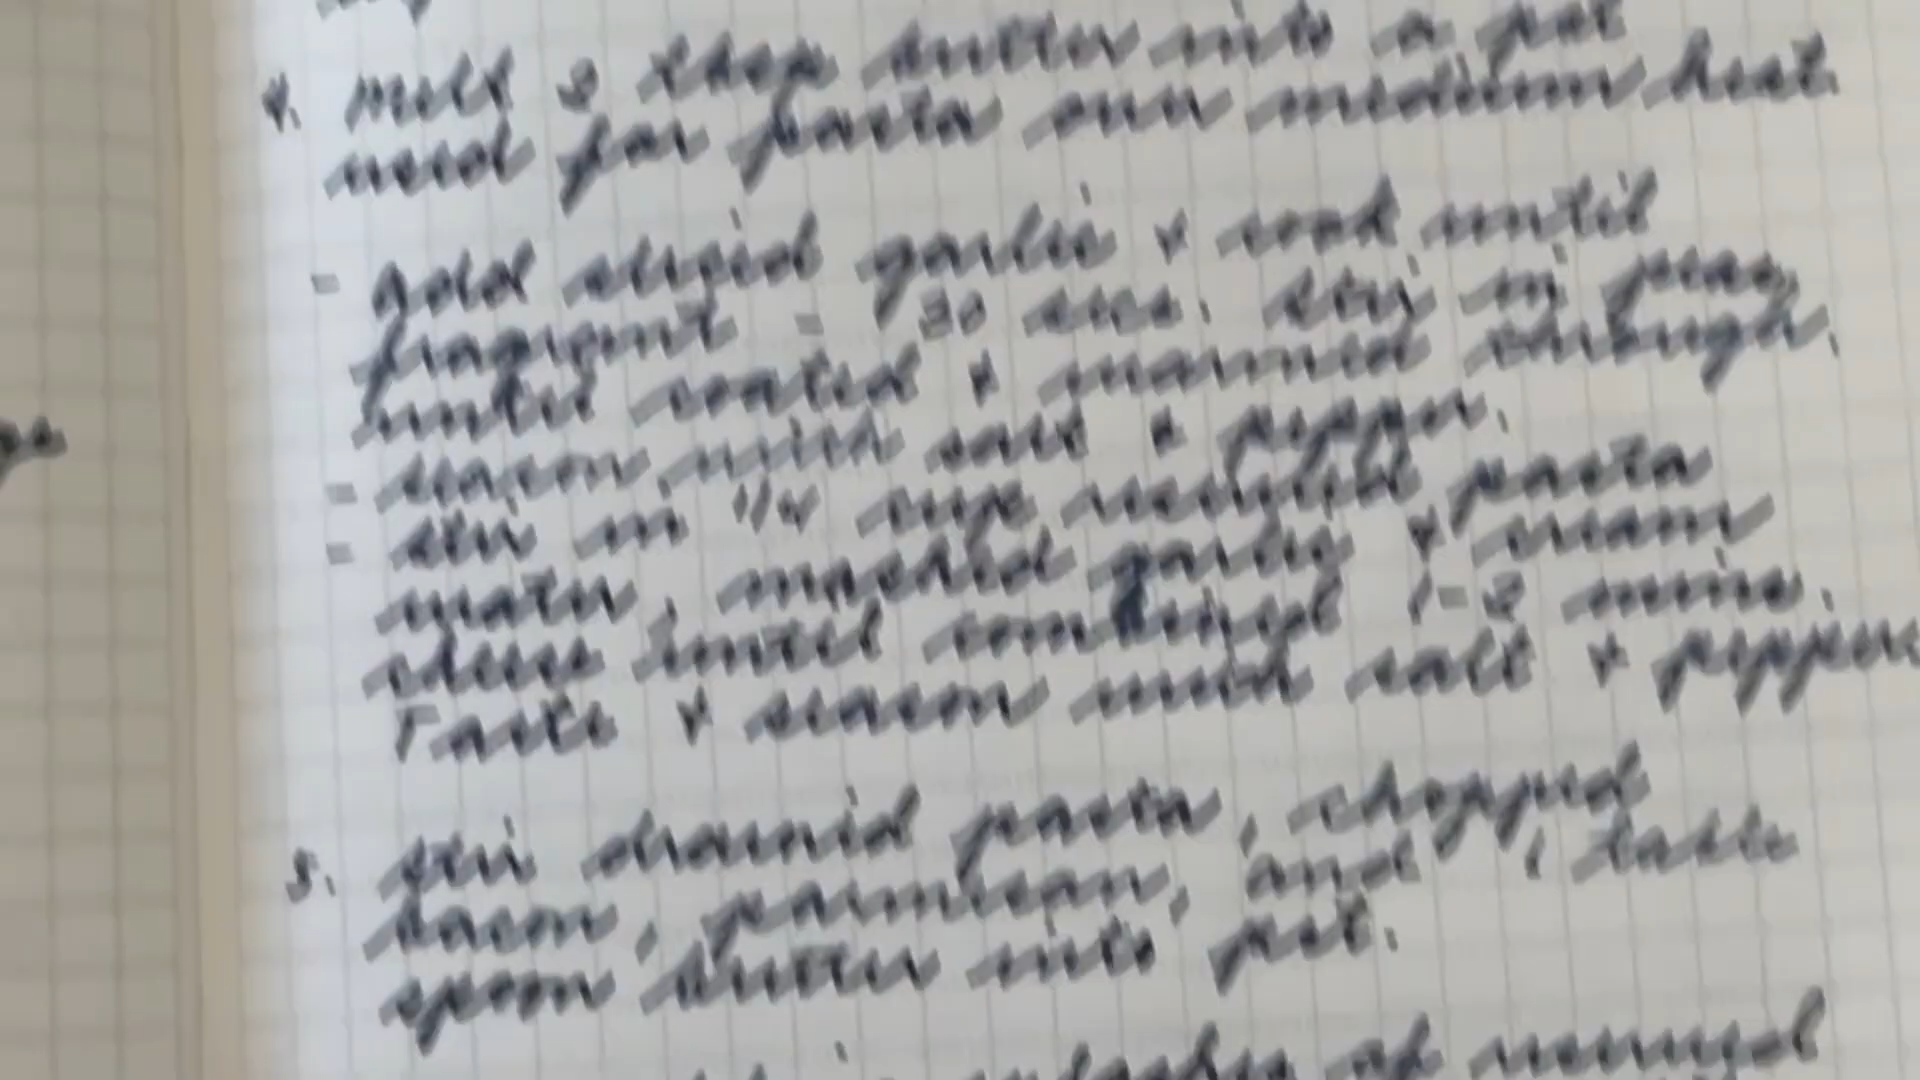 4. Melt 2 tbsp butter into a pot
used for pasta over medium heat.
- Add sliced garlic & cook until
fragrant - 30 secs. Stir in peas,
until coated & warmed through.
- season with salt & pepper.
- stir in 1/4 cup reserved pasta
water, mashed garlic & cream
cheese until combined 1-2 mins.
Taste & season with salt & pepper
5. Stir drained pasta, chopped
bacon, parmesan, and 1 table
spoon butter into pot.
of